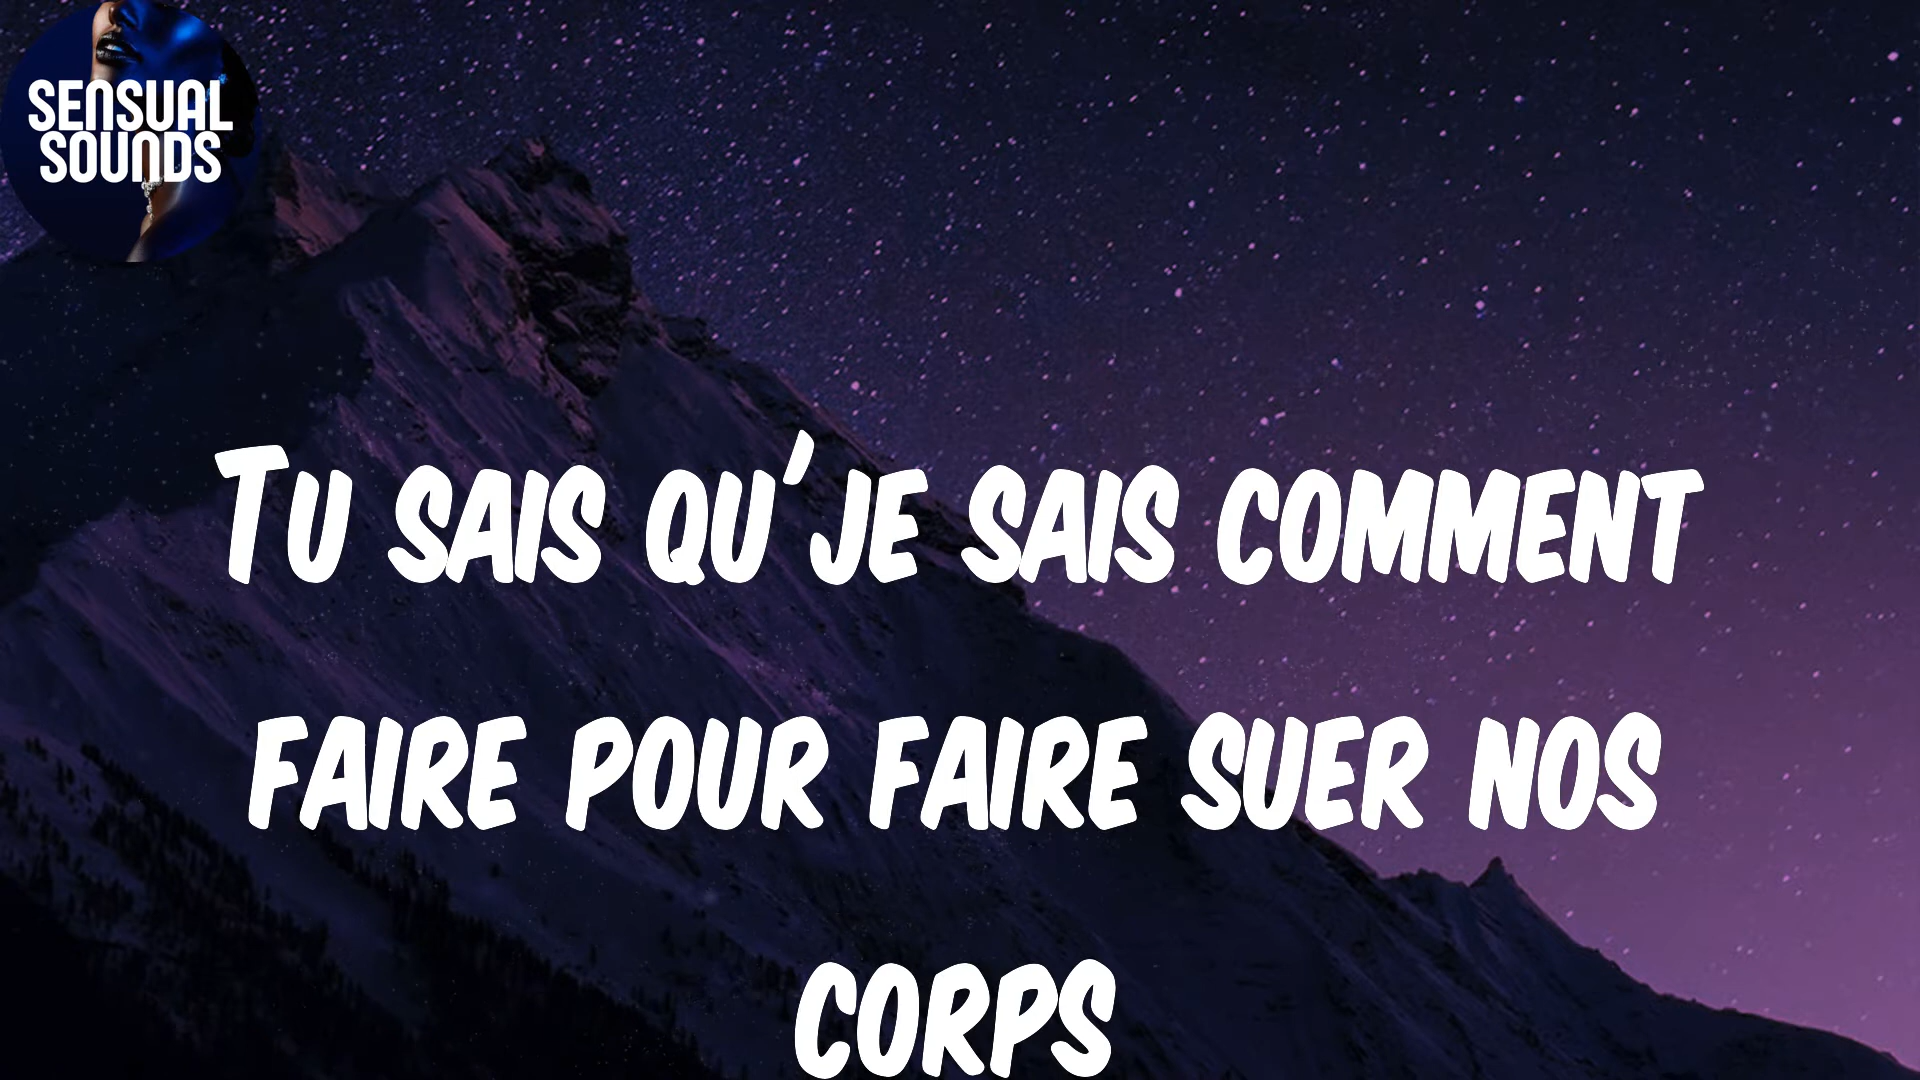 SENSUAL
SOUNDS
Tu sais qu'je sais comment
faire pour faire suer nos
corps